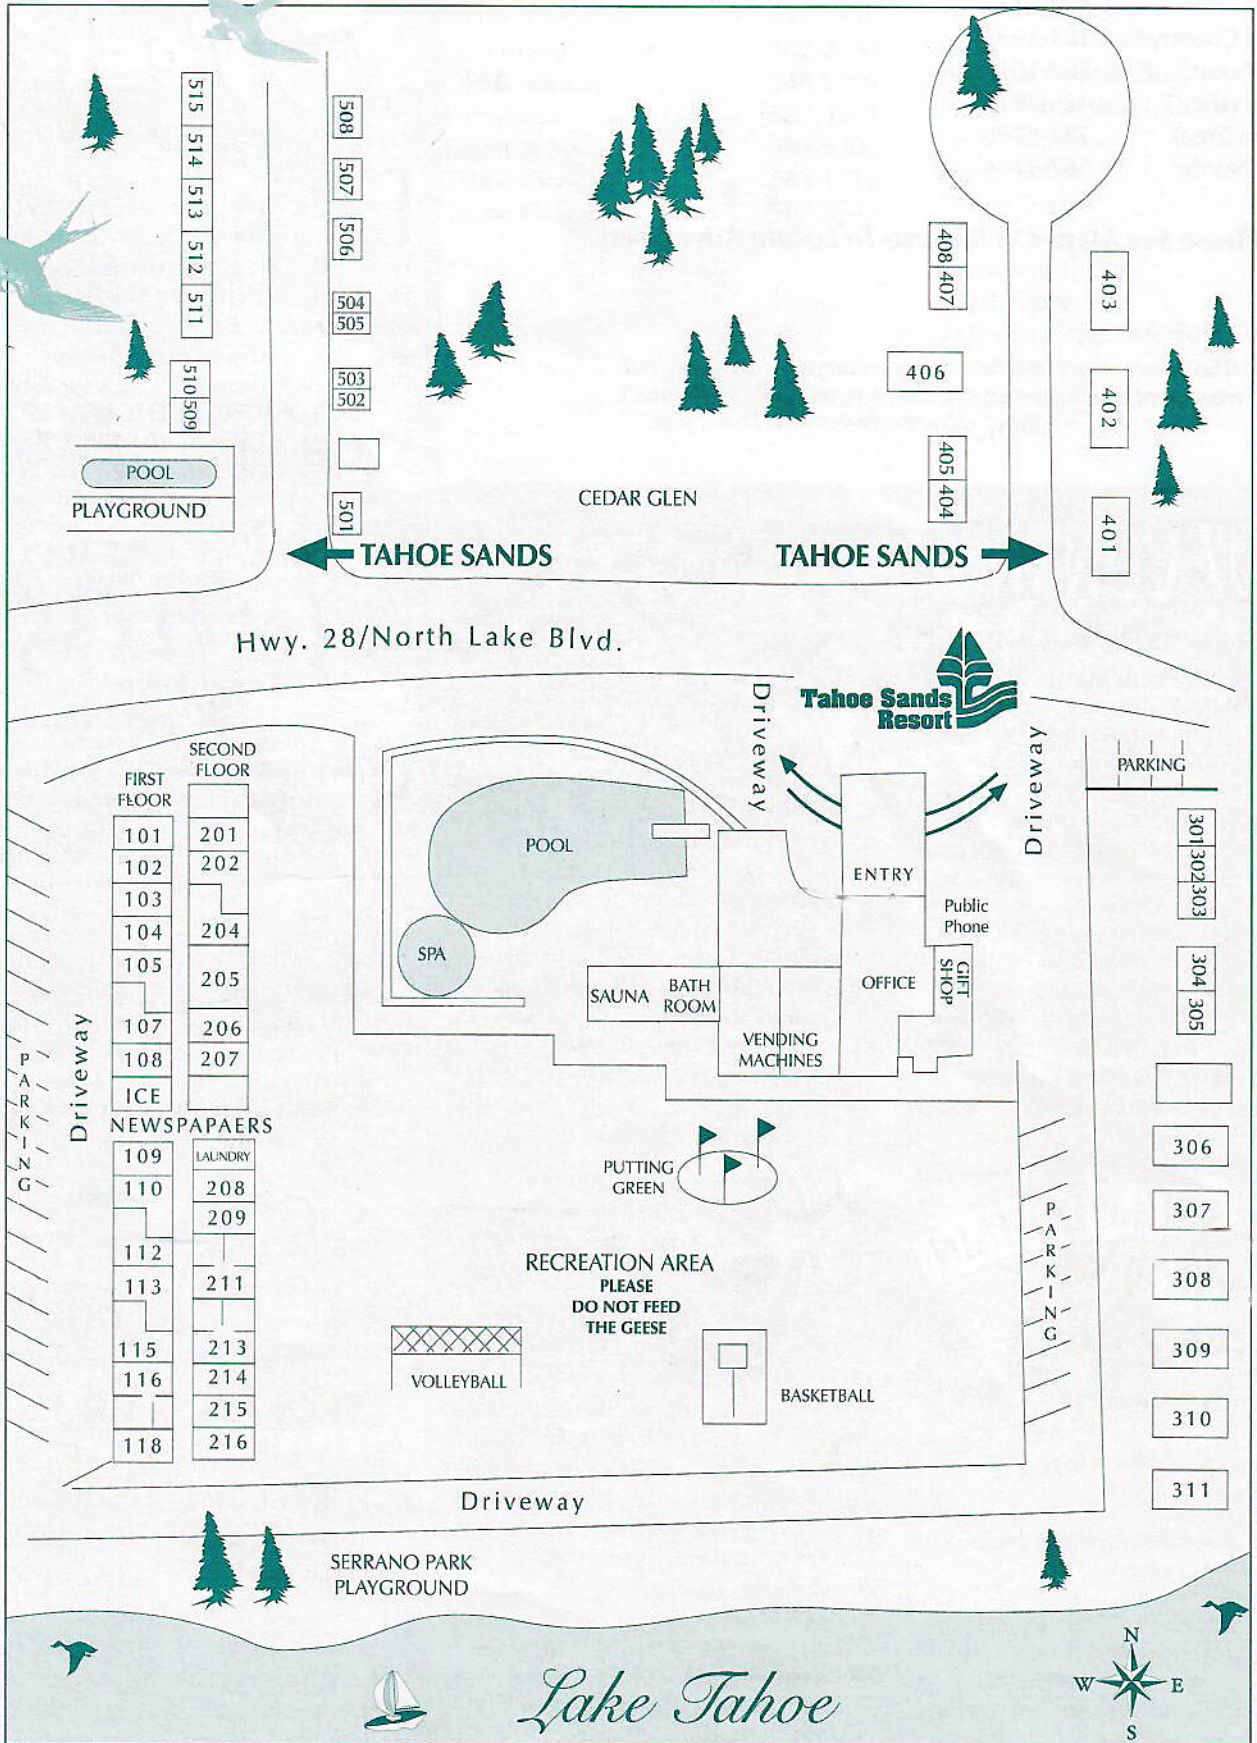 515
514
513
512
511
510
509
508
507
506
504
505
503
502
501
POOL
PLAYGROUND
CEDAR GLEN
408
407
406
405
404
403
402
401
TAHOE SANDS
TAHOE SANDS
Hwy. 28/North Lake Blvd.
Tahoe Sands
Resort
Driveway
Driveway
PARKING
FIRST
FLOOR
101
102
103
104
105
107
108
ICE
SECOND
FLOOR
201
202
204
205
206
207
NEWSPAPAERS
109
110
112
113
115
116
118
LAUNDRY
208
209
211
213
214
215
216
Driveway
PARKING
POOL
SPA
SAUNA
BATH
ROOM
VENDING
MACHINES
ENTRY
OFFICE
GIFT
SHOP
Public
Phone
301
302
303
304
305
306
307
308
309
310
311
PUTTING
GREEN
RECREATION AREA
PLEASE
DO NOT FEED
THE GEESE
VOLLEYBALL
BASKETBALL
PARKING
Driveway
SERRANO PARK
PLAYGROUND
Lake Tahoe
N
W E
S